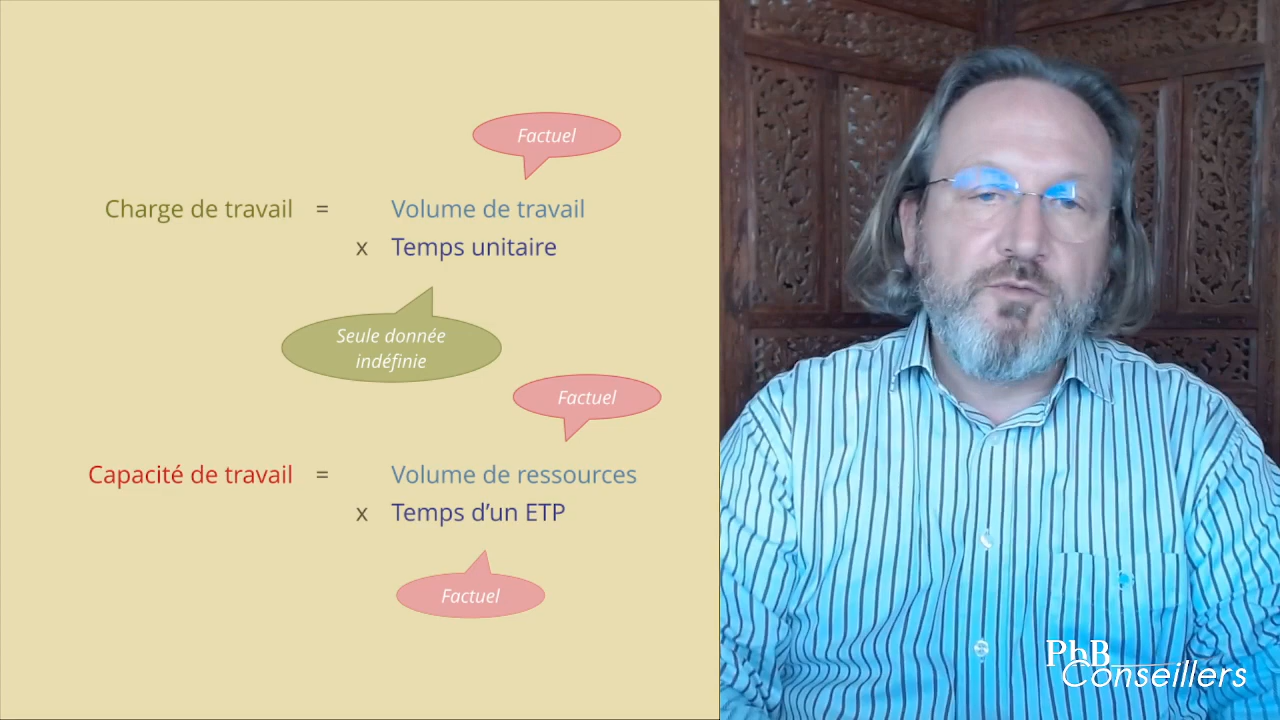 Factuel
Charge de travail = Volume de travail
x Temps unitaire
Seule donnée
indéfinie
Factuel
Capacité de travail = Volume de ressources
x Temps d’un ETP
Factuel
PhB
Conseillers